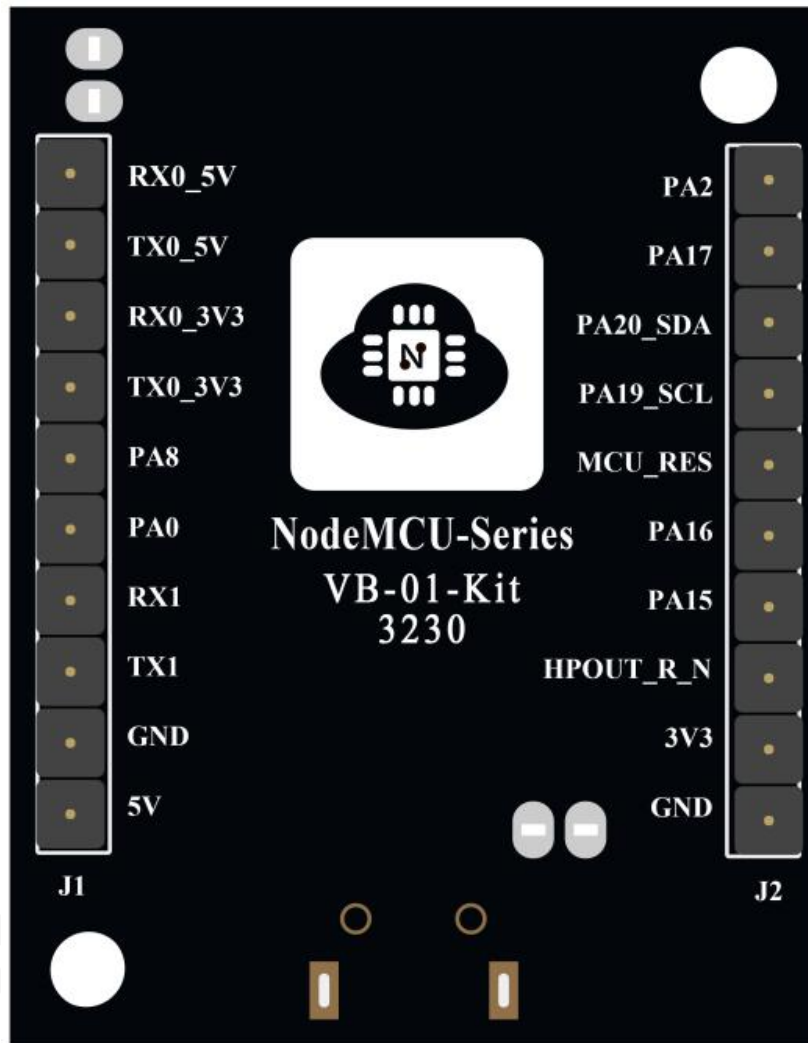 RX0_5V
TX0_5V
RX0_3V3
TX0_3V3
PA8
PA0
RX1
TX1
GND
5V
J1
N
NodeMCU-Series
VB-01-Kit
3230
PA2
PA17
PA20_SDA
PA19_SCL
MCU_RES
PA16
PA15
HPOUT_R_N
3V3
GND
J2